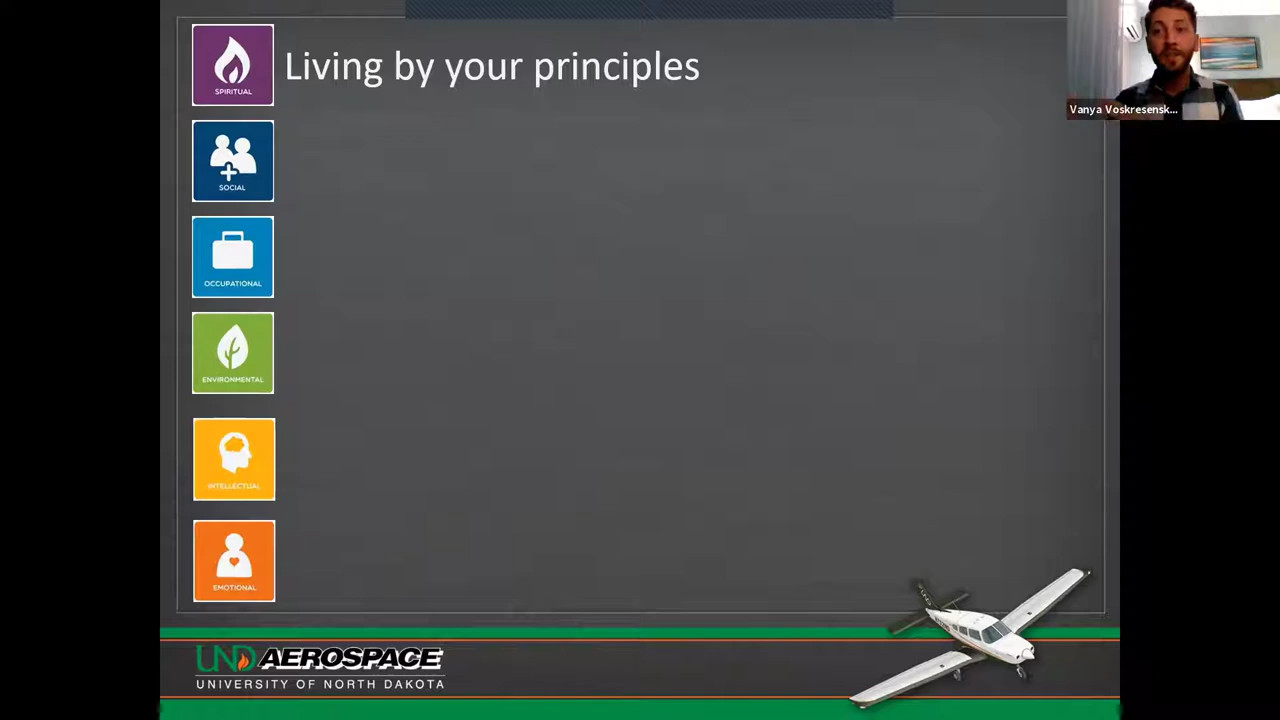 SPIRITUAL
Living by your principles
Vanya Voskresensk...
SOCIAL
OCCUPATIONAL
ENVIRONMENTAL
INTELLECTUAL
EMOTIONAL
UND AEROSPACE
UNIVERSITY OF NORTH DAKOTA